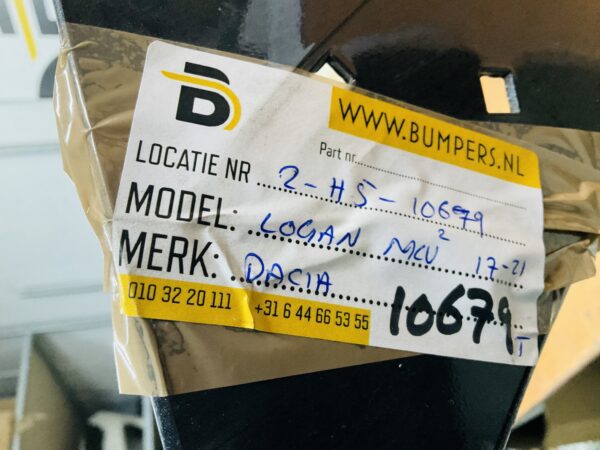 B
WWW.BUMPERS.NL
Part nr.
LOCATIE NR 2-H5-10679
MODEL: LOGAN MCV² 17-21
MERK: DACIA
010 32 20 111 +31 6 44 66 53 55
10679